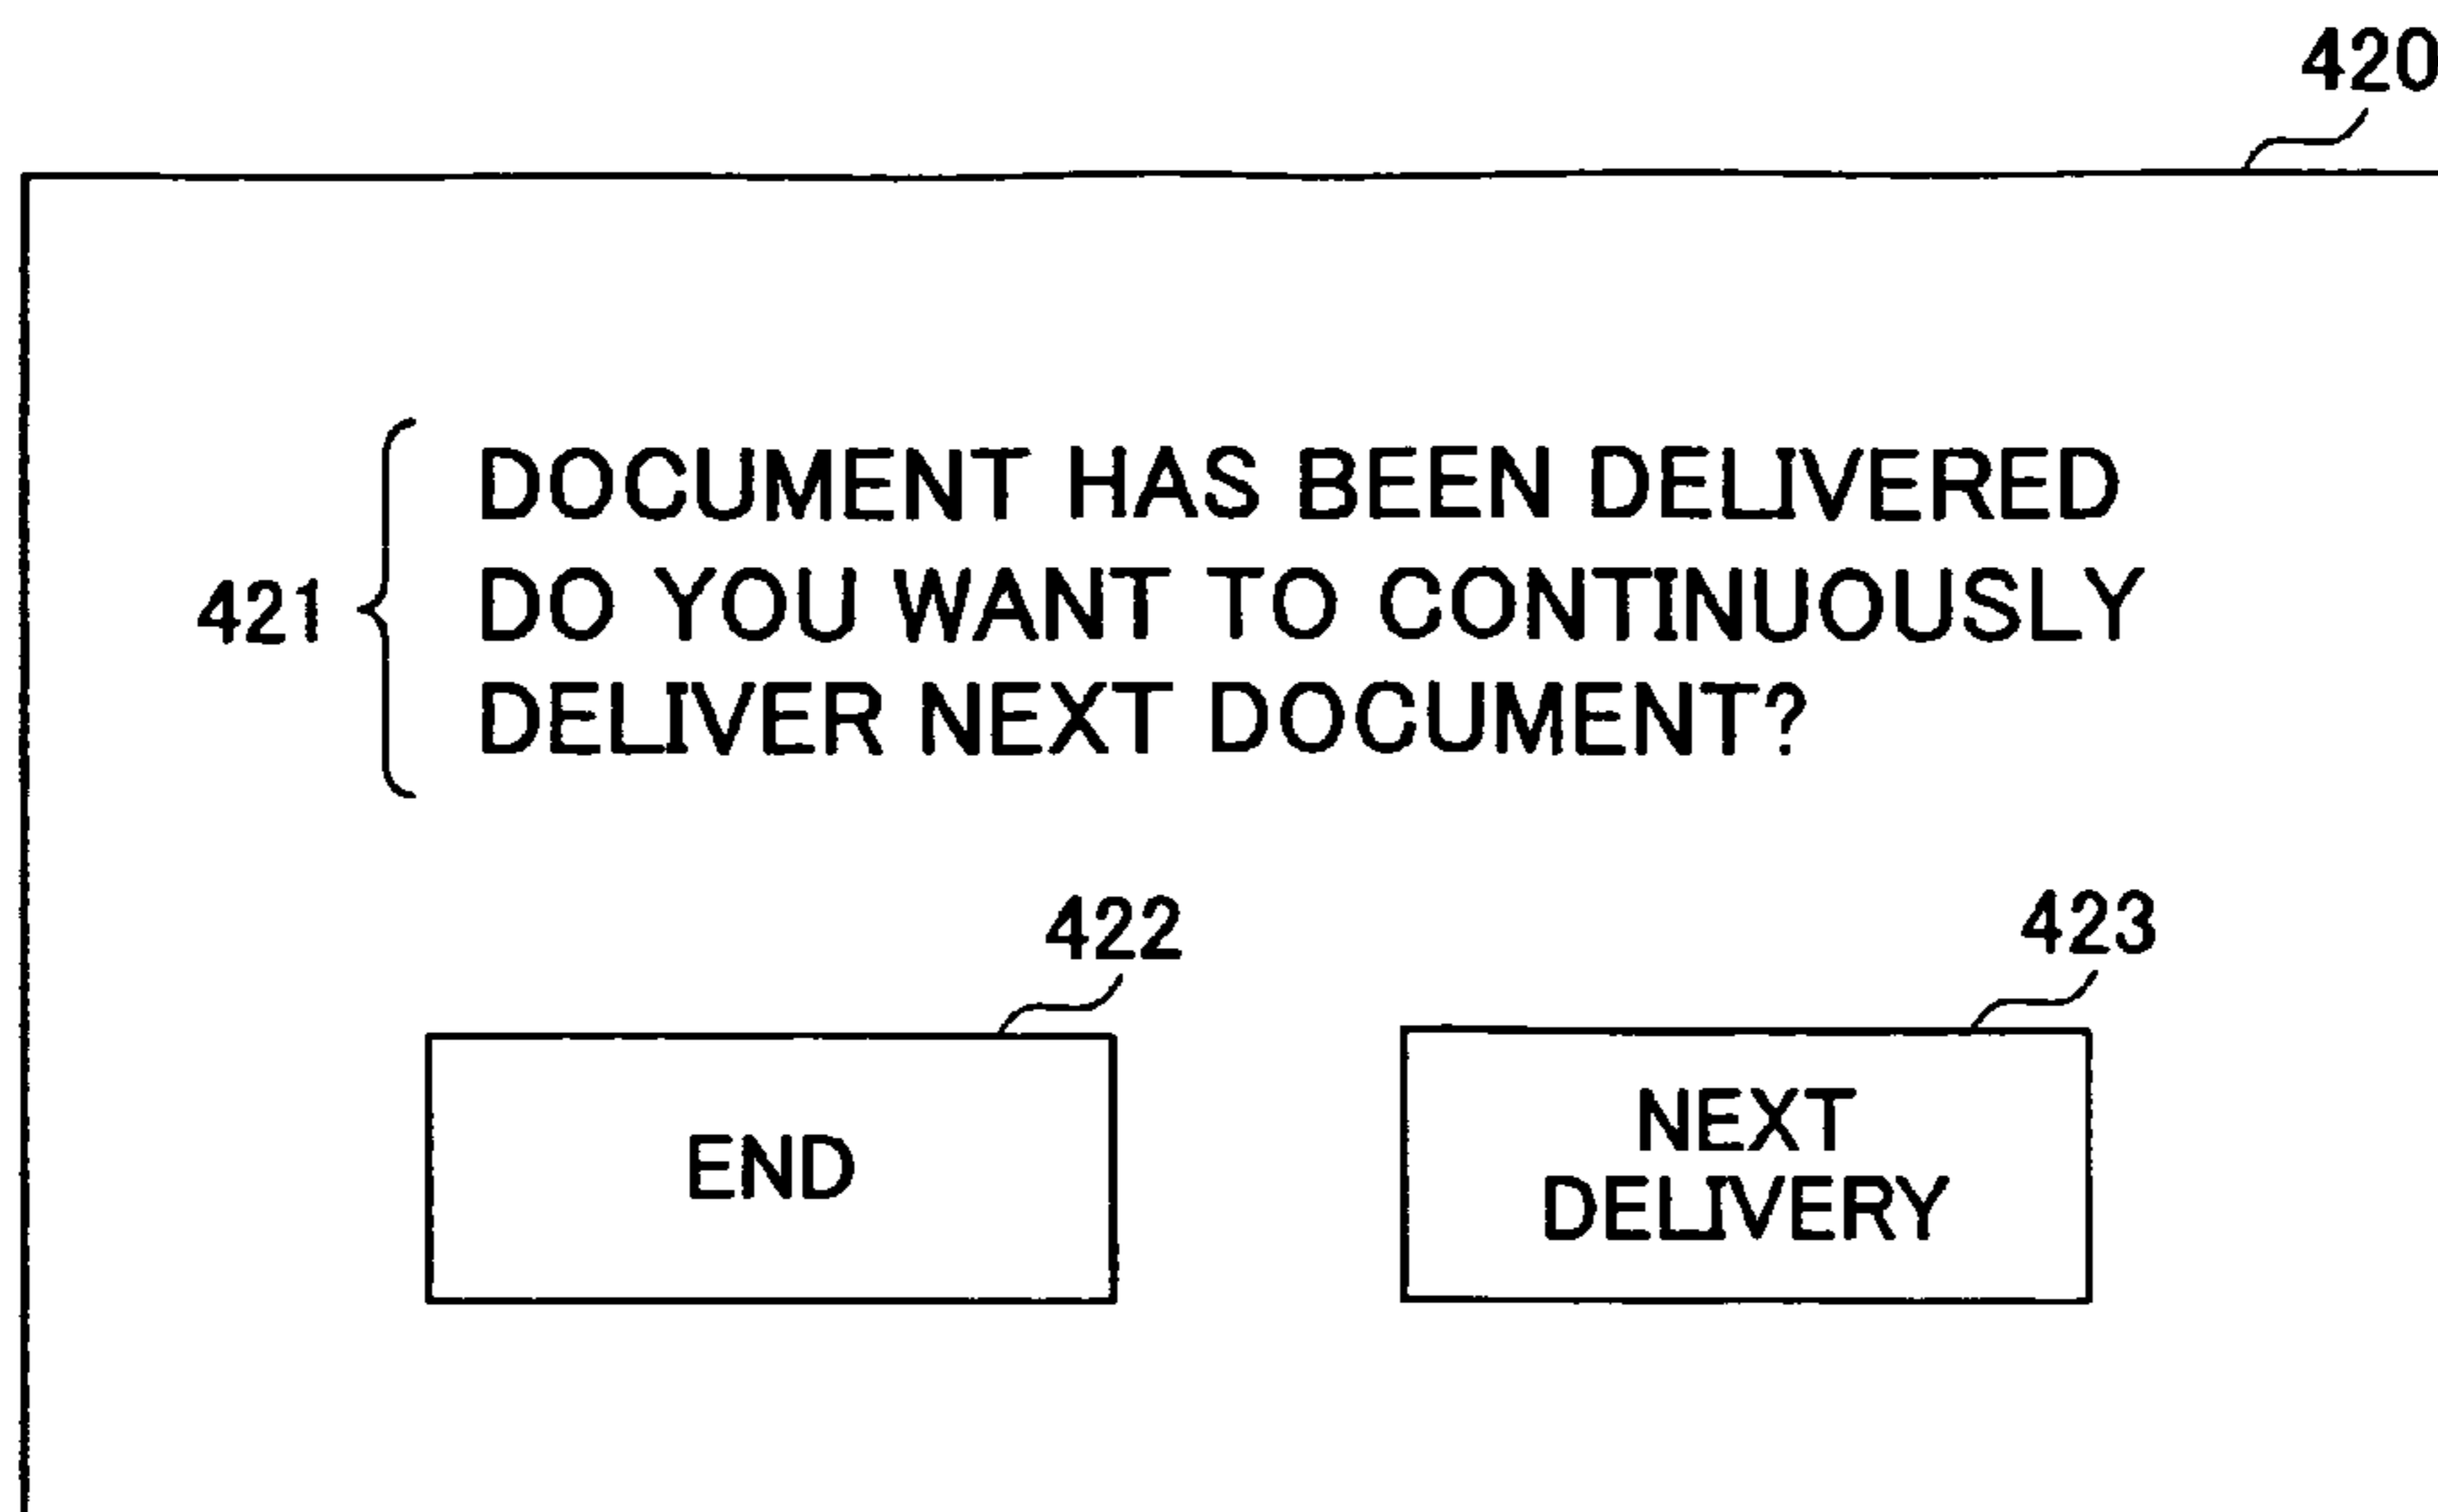 420
DOCUMENT HAS BEEN DELIVERED
421
DO YOU WANT TO CONTINUOUSLY
DELIVER NEXT DOCUMENT?
422
423
END
NEXT
DELIVERY